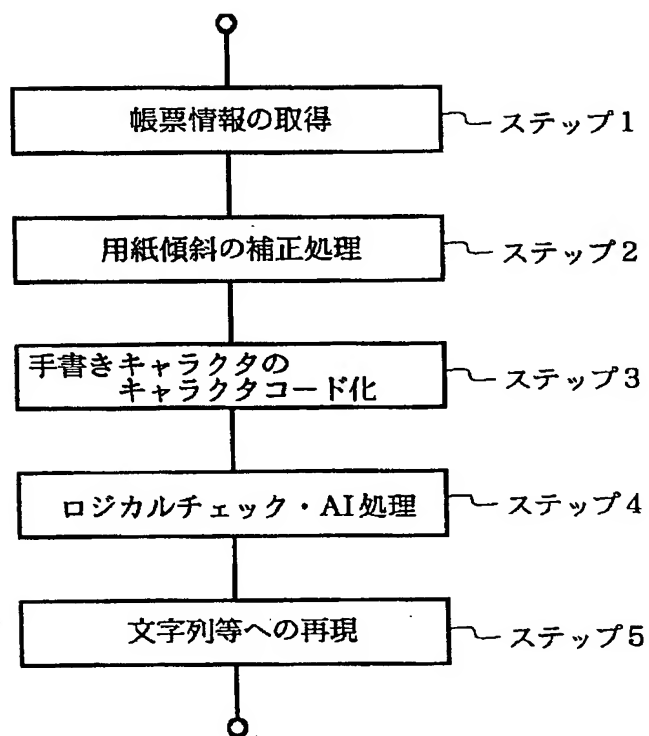 帳票情報の取得
ステップ1
用紙傾斜の補正処理
ステップ2
手書きキャラクタの
キャラクタコード化
ステップ3
ロジカルチェック・AI処理
ステップ4
文字列等への再現
ステップ5